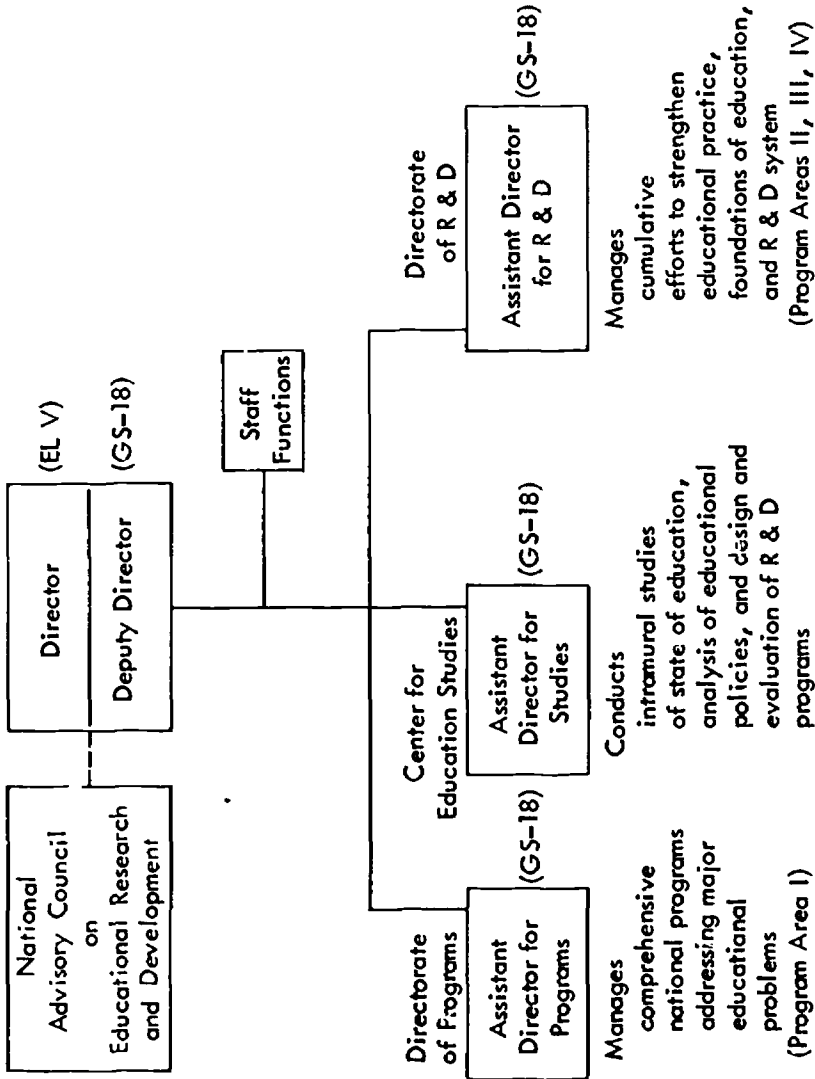 National
Advisory Council
on
Educational Research
and Development
Director
(EL V)
Deputy Director
(GS-18)
Staff
Functions
Directorate
of Programs
Assistant
Director for
Programs
(GS-18)
Manages
comprehensive
national programs
addressing major
educational
problems
(Program Area I)
Center for
Education Studies
Assistant
Director for
Studies
(GS-18)
Conducts
intramural studies
of state of education,
analysis of educational
policies, and design and
evaluation of R & D
programs
Directorate
of R & D
Assistant Director
for R & D
(GS-18)
Manages
cumulative
efforts to strengthen
educational practice,
foundations of education,
and R & D system
(Program Areas II, III, IV)